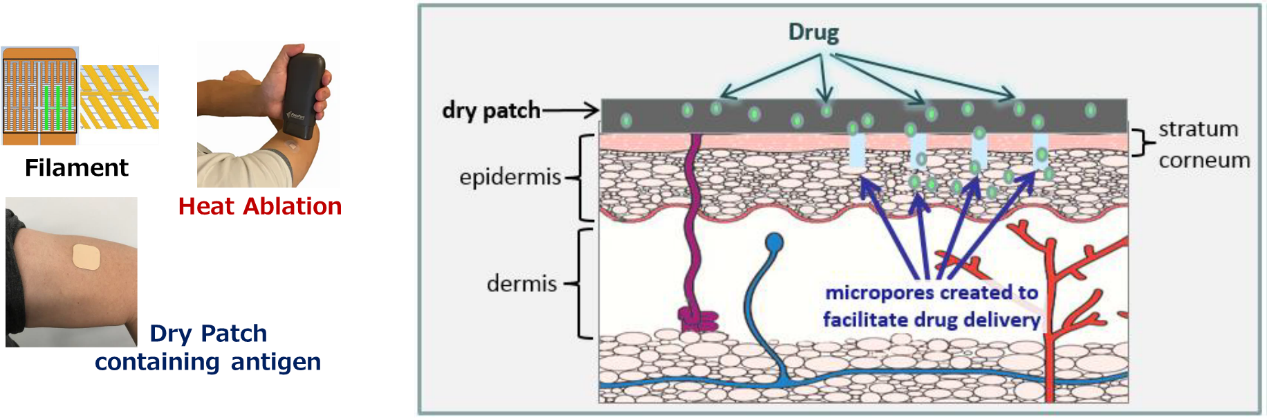 Filament
Heat Ablation
Dry Patch
containing antigen
Drug
dry patch
stratum
corneum
epidermis
dermis
micropores created to
facilitate drug delivery